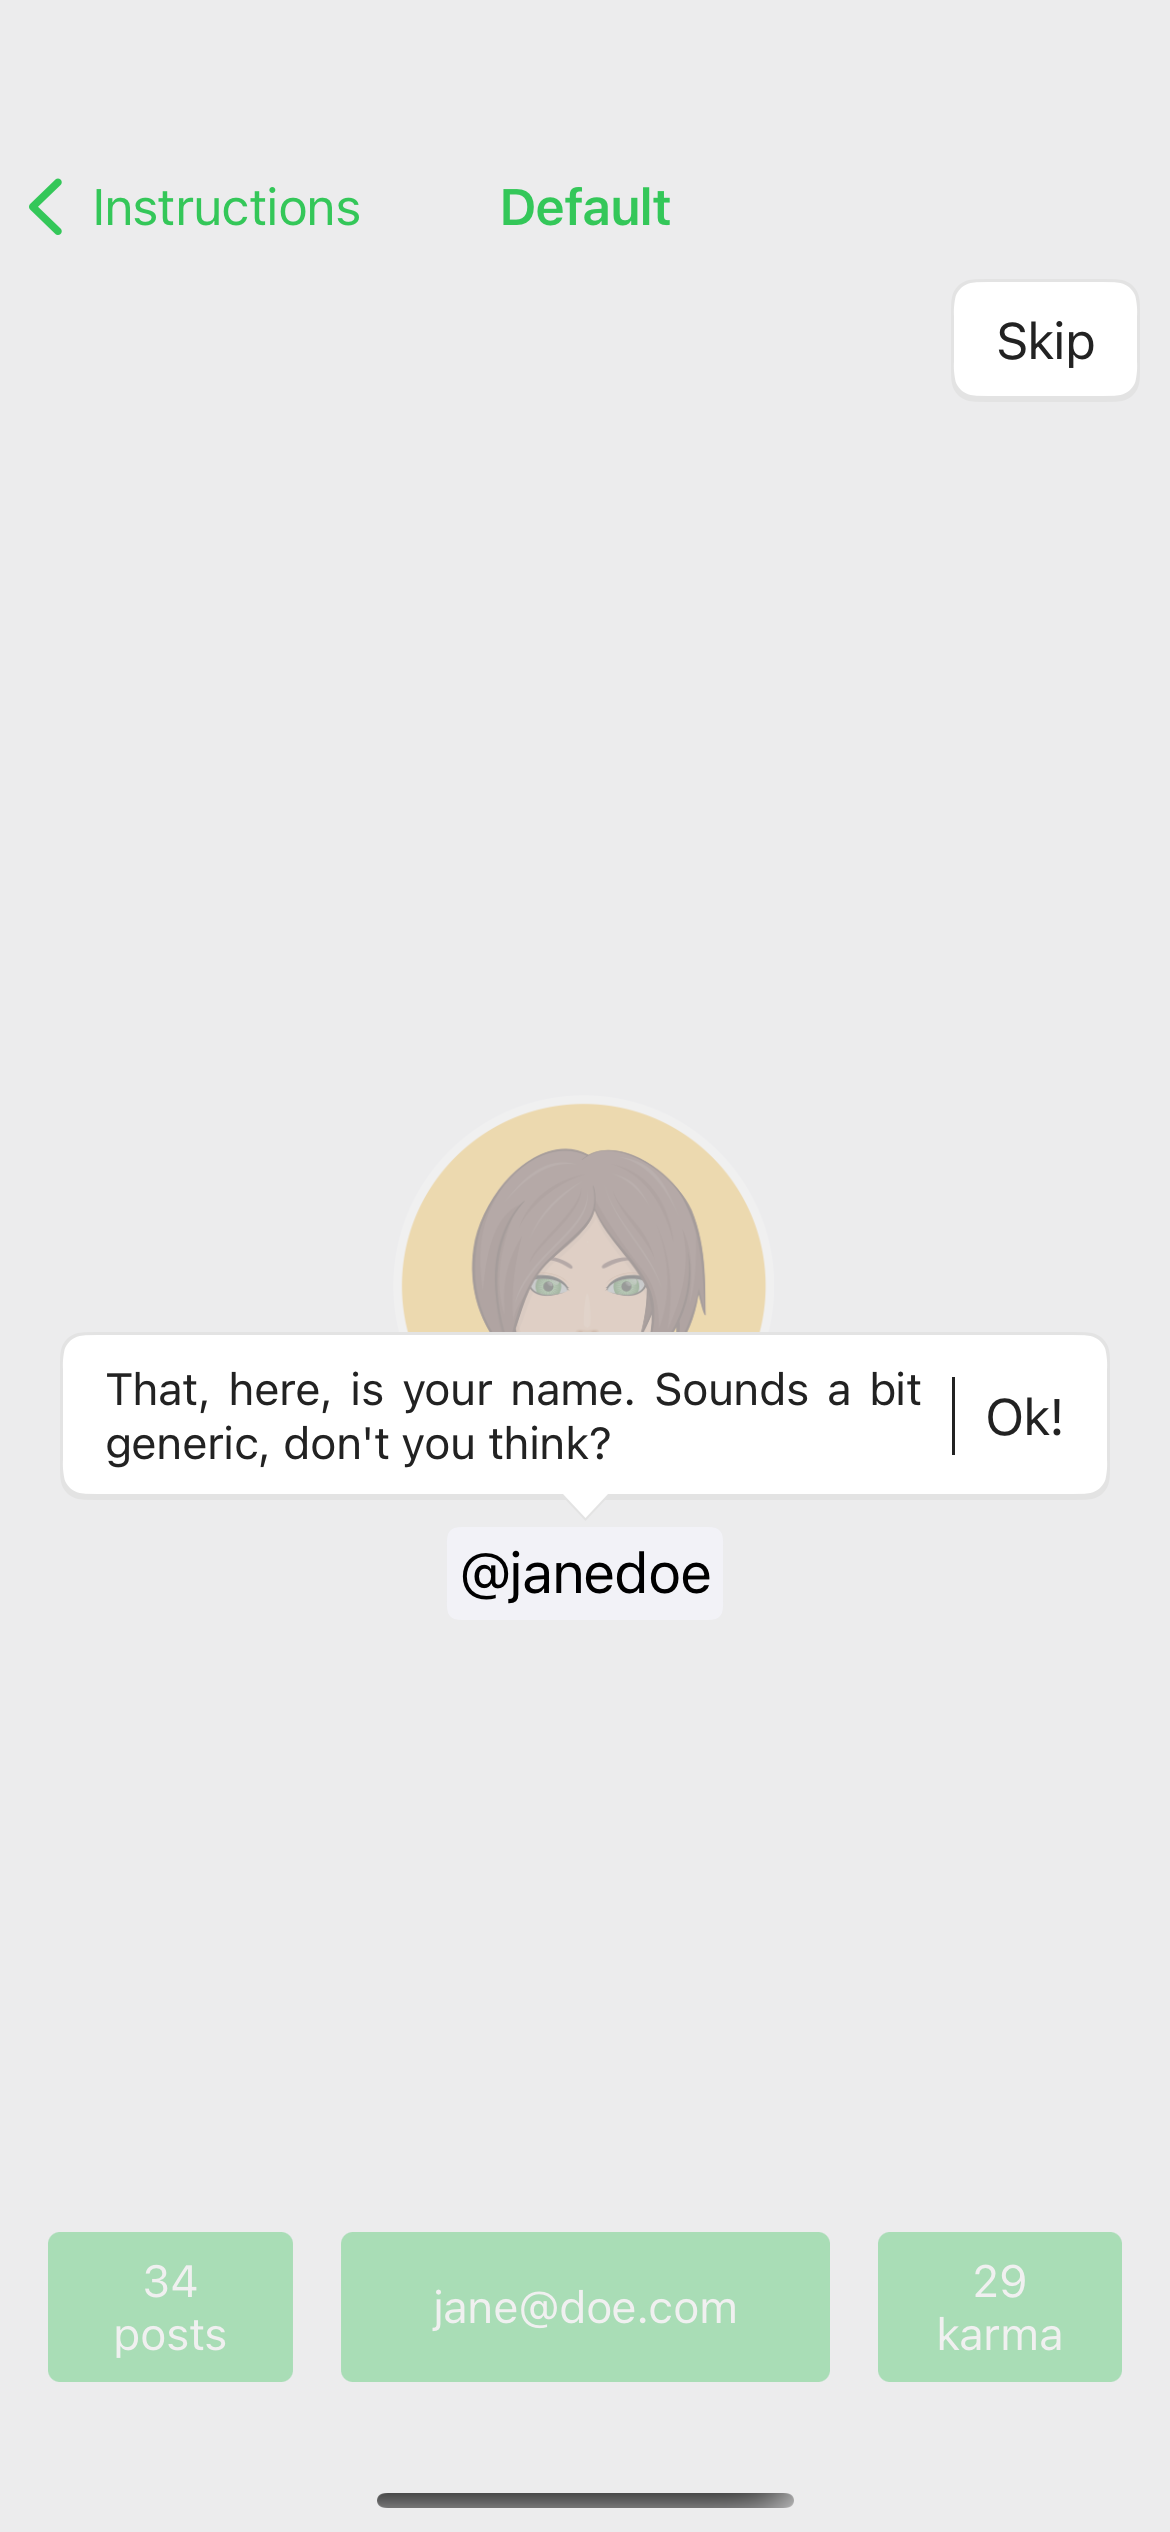 Instructions
Default
Skip
That, here, is your name. Sounds a bit
generic, don't you think?
Ok!
@janedoe
34
posts
jane@doe.com
29
karma